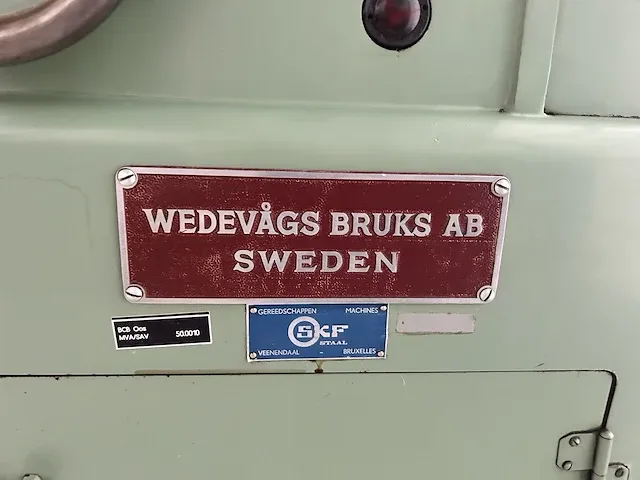 WEDEVÅGS BRUKS AB
SWEDEN
BCB Oos
MVA/SAV 50.0010
GEREEDSCHAPPEN MACHINES
SKF
STAAL
VEENENDAAL - BRUXELLES